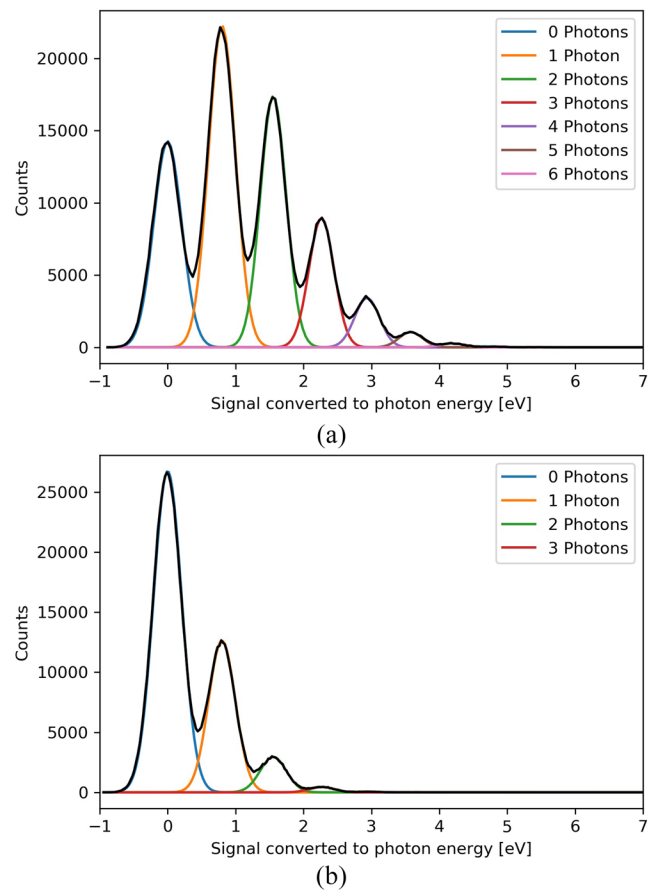 0 Photons
1 Photon
2 Photons
3 Photons
4 Photons
5 Photons
6 Photons
Counts
20000
15000
10000
5000
0
−1 0 1 2 3 4 5 6 7
Signal converted to photon energy [eV]
(a)
0 Photons
1 Photon
2 Photons
3 Photons
Counts
25000
20000
15000
10000
5000
0
−1 0 1 2 3 4 5 6 7
Signal converted to photon energy [eV]
(b)